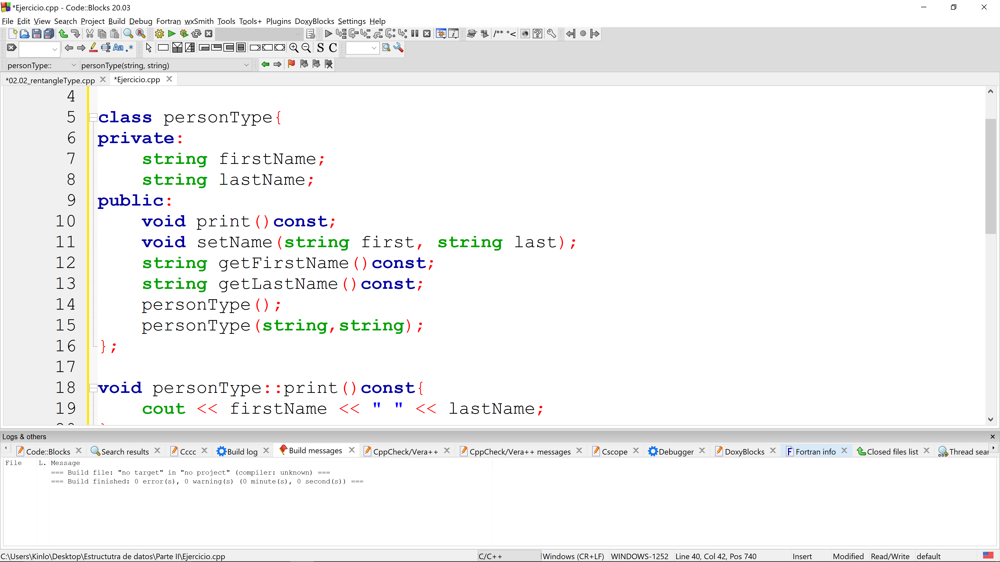 *Ejercicio.cpp - Code::Blocks 20.03
File Edit View Search Project Build Debug Fortran wxSmith Tools Tools+ Plugins DoxyBlocks Settings Help
/** *<
Aa .* S C
personType:: personType(string, string)
*02.02_rentangleType.cpp *Ejercicio.cpp
4
5 class personType{
6 private:
7 string firstName;
8 string lastName;
9 public:
10 void print()const;
11 void setName(string first, string last);
12 string getFirstName()const;
13 string getLastName()const;
14 personType();
15 personType(string,string);
16 };
17
18 void personType::print()const{
19 cout << firstName << " " << lastName;
Logs & others
Code::Blocks Search results Cccc Build log Build messages CppCheck/Vera++ CppCheck/Vera++ messages Cscope Debugger DoxyBlocks Fortran info Closed files list Thread sear
File L. Message
=== Build file: "no target" in "no project" (compiler: unknown) ===
=== Build finished: 0 error(s), 0 warning(s) (0 minute(s), 0 second(s)) ===
C:\Users\Kinlo\Desktop\Estructutra de datos\Parte II\Ejercicio.cpp C/C++ Windows (CR+LF) WINDOWS-1252 Line 40, Col 42, Pos 740 Insert Modified Read/Write default